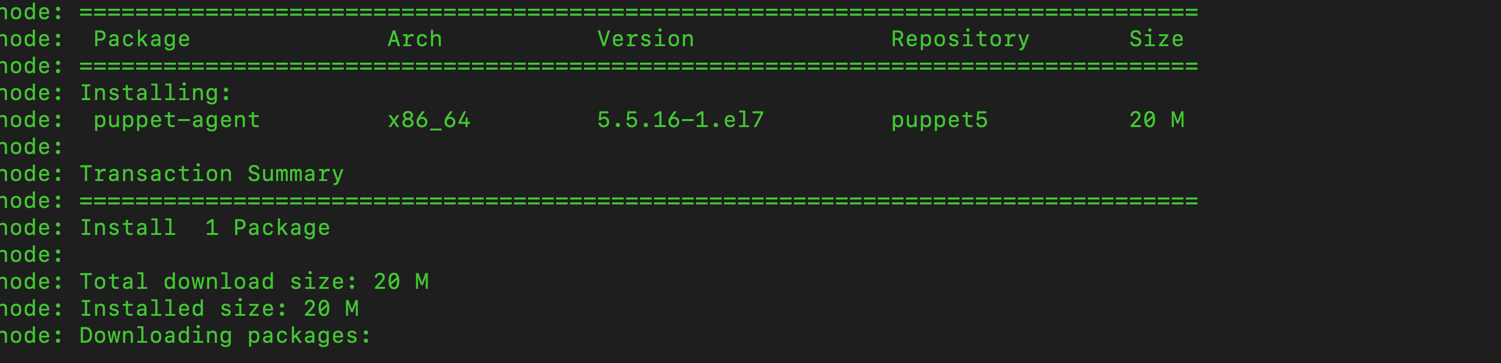 node: ================================================================================
node:  Package              Arch           Version              Repository       Size
node: ================================================================================
node: Installing:
node:  puppet-agent         x86_64         5.5.16-1.el7         puppet5          20 M
node:
node: Transaction Summary
node: ================================================================================
node: Install  1 Package
node:
node: Total download size: 20 M
node: Installed size: 20 M
node: Downloading packages: